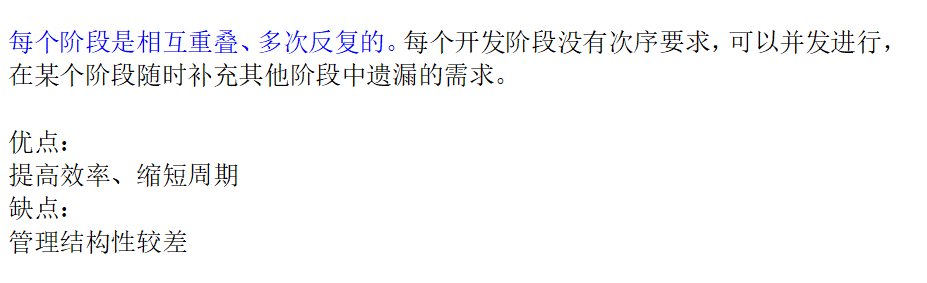 每个阶段是相互重叠、多次反复的。每个开发阶段没有次序要求，可以并发进行，
在某个阶段随时补充其他阶段中遗漏的需求。
优点：
提高效率、缩短周期
缺点：
管理结构性较差